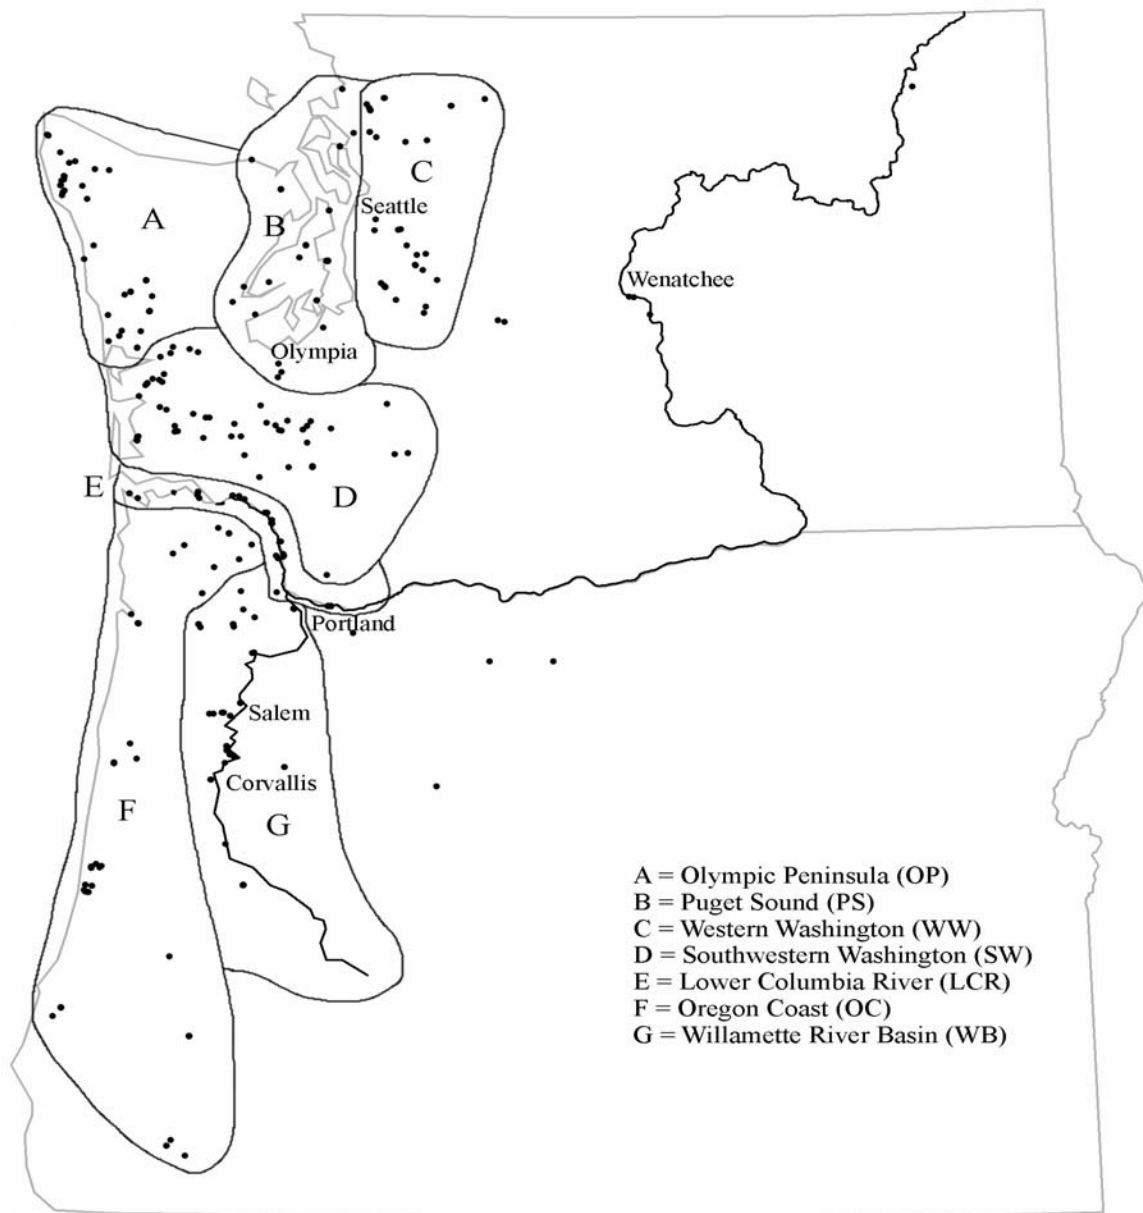 C
A
Seattle
B
Wenatchee
Olympia
E
D
Portland
Salem
Corvallis
F
G
A = Olympic Peninsula (OP)
B = Puget Sound (PS)
C = Western Washington (WW)
D = Southwestern Washington (SW)
E = Lower Columbia River (LCR)
F = Oregon Coast (OC)
G = Willamette River Basin (WB)